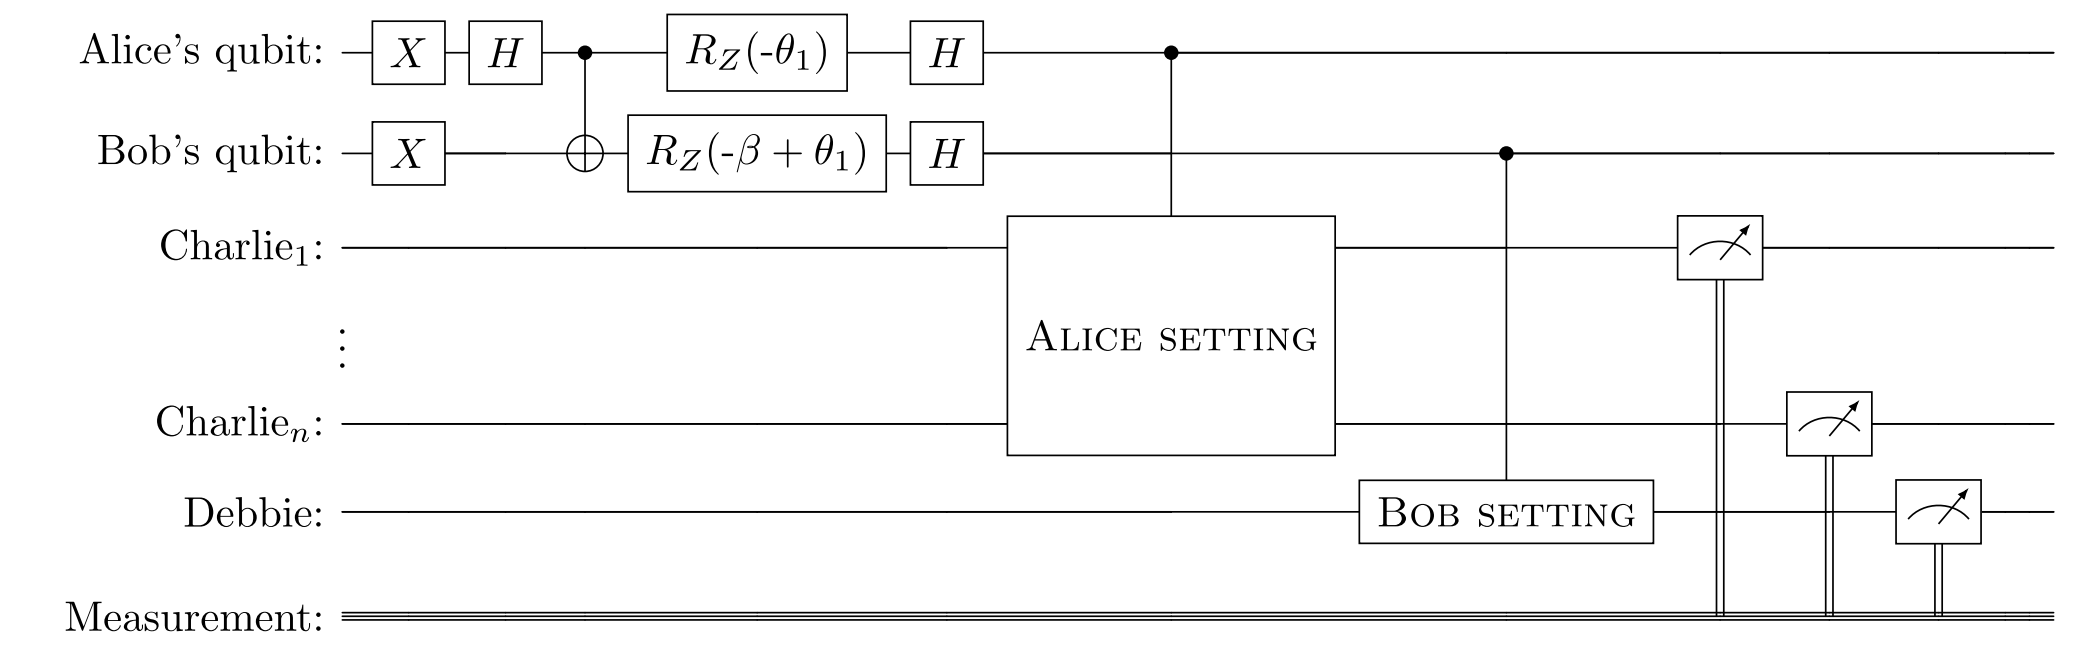 Alice's qubit: X H R_Z(-θ_1) H
Bob's qubit: X R_Z(-β + θ_1) H
Charlie_1:
ALICE SETTING
⋮
Charlie_n:
Debbie: BOB SETTING
Measurement: